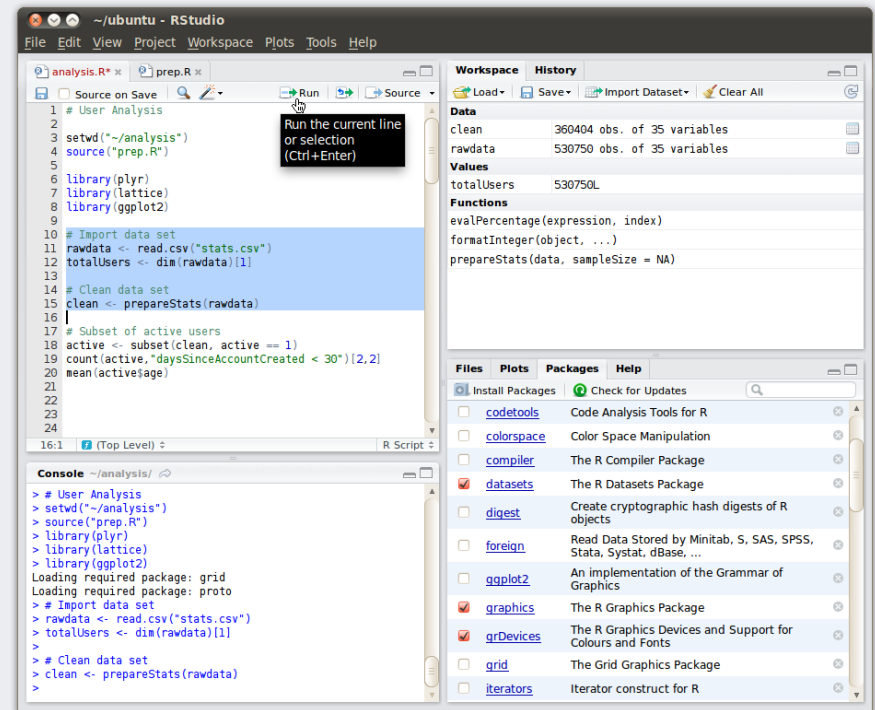 ~/ubuntu - RStudio
File Edit View Project Workspace Plots Tools Help
analysis.R* × prep.R ×
Source on Save Run Source
1 # User Analysis
2
3 setwd("~/analysis")
4 source("prep.R")
5
6 library(plyr)
7 library(lattice)
8 library(ggplot2)
9
10 # Import data set
11 rawdata <- read.csv("stats.csv")
12 totalUsers <- dim(rawdata)[1]
13
14 # Clean data set
15 clean <- prepareStats(rawdata)
16
17 # Subset of active users
18 active <- subset(clean, active == 1)
19 count(active,"daysSinceAccountCreated < 30")[2,2]
20 mean(active$age)
21
22
23
24
Run the current line
or selection
(Ctrl+Enter)
16:1 (Top Level) R Script
Console ~/analysis/
> # User Analysis
> setwd("~/analysis")
> source("prep.R")
> library(plyr)
> library(lattice)
> library(ggplot2)
Loading required package: grid
Loading required package: proto
> # Import data set
> rawdata <- read.csv("stats.csv")
> totalUsers <- dim(rawdata)[1]
>
> # Clean data set
> clean <- prepareStats(rawdata)
>
Workspace History
Load Save Import Dataset Clear All
Data
clean 360404 obs. of 35 variables
rawdata 530750 obs. of 35 variables
Values
totalUsers 530750L
Functions
evalPercentage(expression, index)
formatInteger(object, ...)
prepareStats(data, sampleSize = NA)
Files Plots Packages Help
Install Packages Check for Updates
codetools Code Analysis Tools for R
colorspace Color Space Manipulation
compiler The R Compiler Package
datasets The R Datasets Package
digest Create cryptographic hash digests of R
objects
foreign Read Data Stored by Minitab, S, SAS, SPSS,
Stata, Systat, dBase, ...
ggplot2 An implementation of the Grammar of
Graphics
graphics The R Graphics Package
grDevices The R Graphics Devices and Support for
Colours and Fonts
grid The Grid Graphics Package
iterators Iterator construct for R